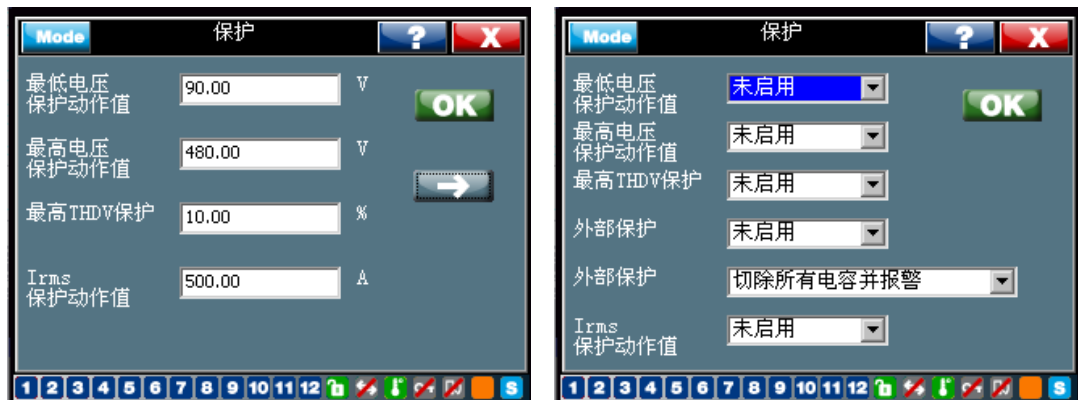 Mode 保护 ? X
最低电压
保护动作值 90.00 V
OK
最高电压
保护动作值 480.00 V
最高THDV保护 10.00 %
Irms
保护动作值 500.00 A
1 2 3 4 5 6 7 8 9 10 11 12 S
Mode 保护 ? X
最低电压
保护动作值 未启用
OK
最高电压
保护动作值 未启用
最高THDV保护 未启用
外部保护 未启用
外部保护 切除所有电容并报警
Irms
保护动作值 未启用
1 2 3 4 5 6 7 8 9 10 11 12 S